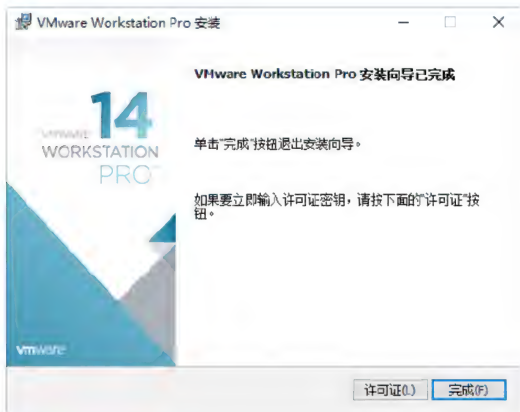 VMware Workstation Pro 安装
VMware Workstation Pro 安装向导已完成
14
vmware
WORKSTATION
PRO™
单击"完成"按钮退出安装向导。
如果要立即输入许可证密钥，请按下面的"许可证"按
钮。
vmware
许可证(L) 完成(F)